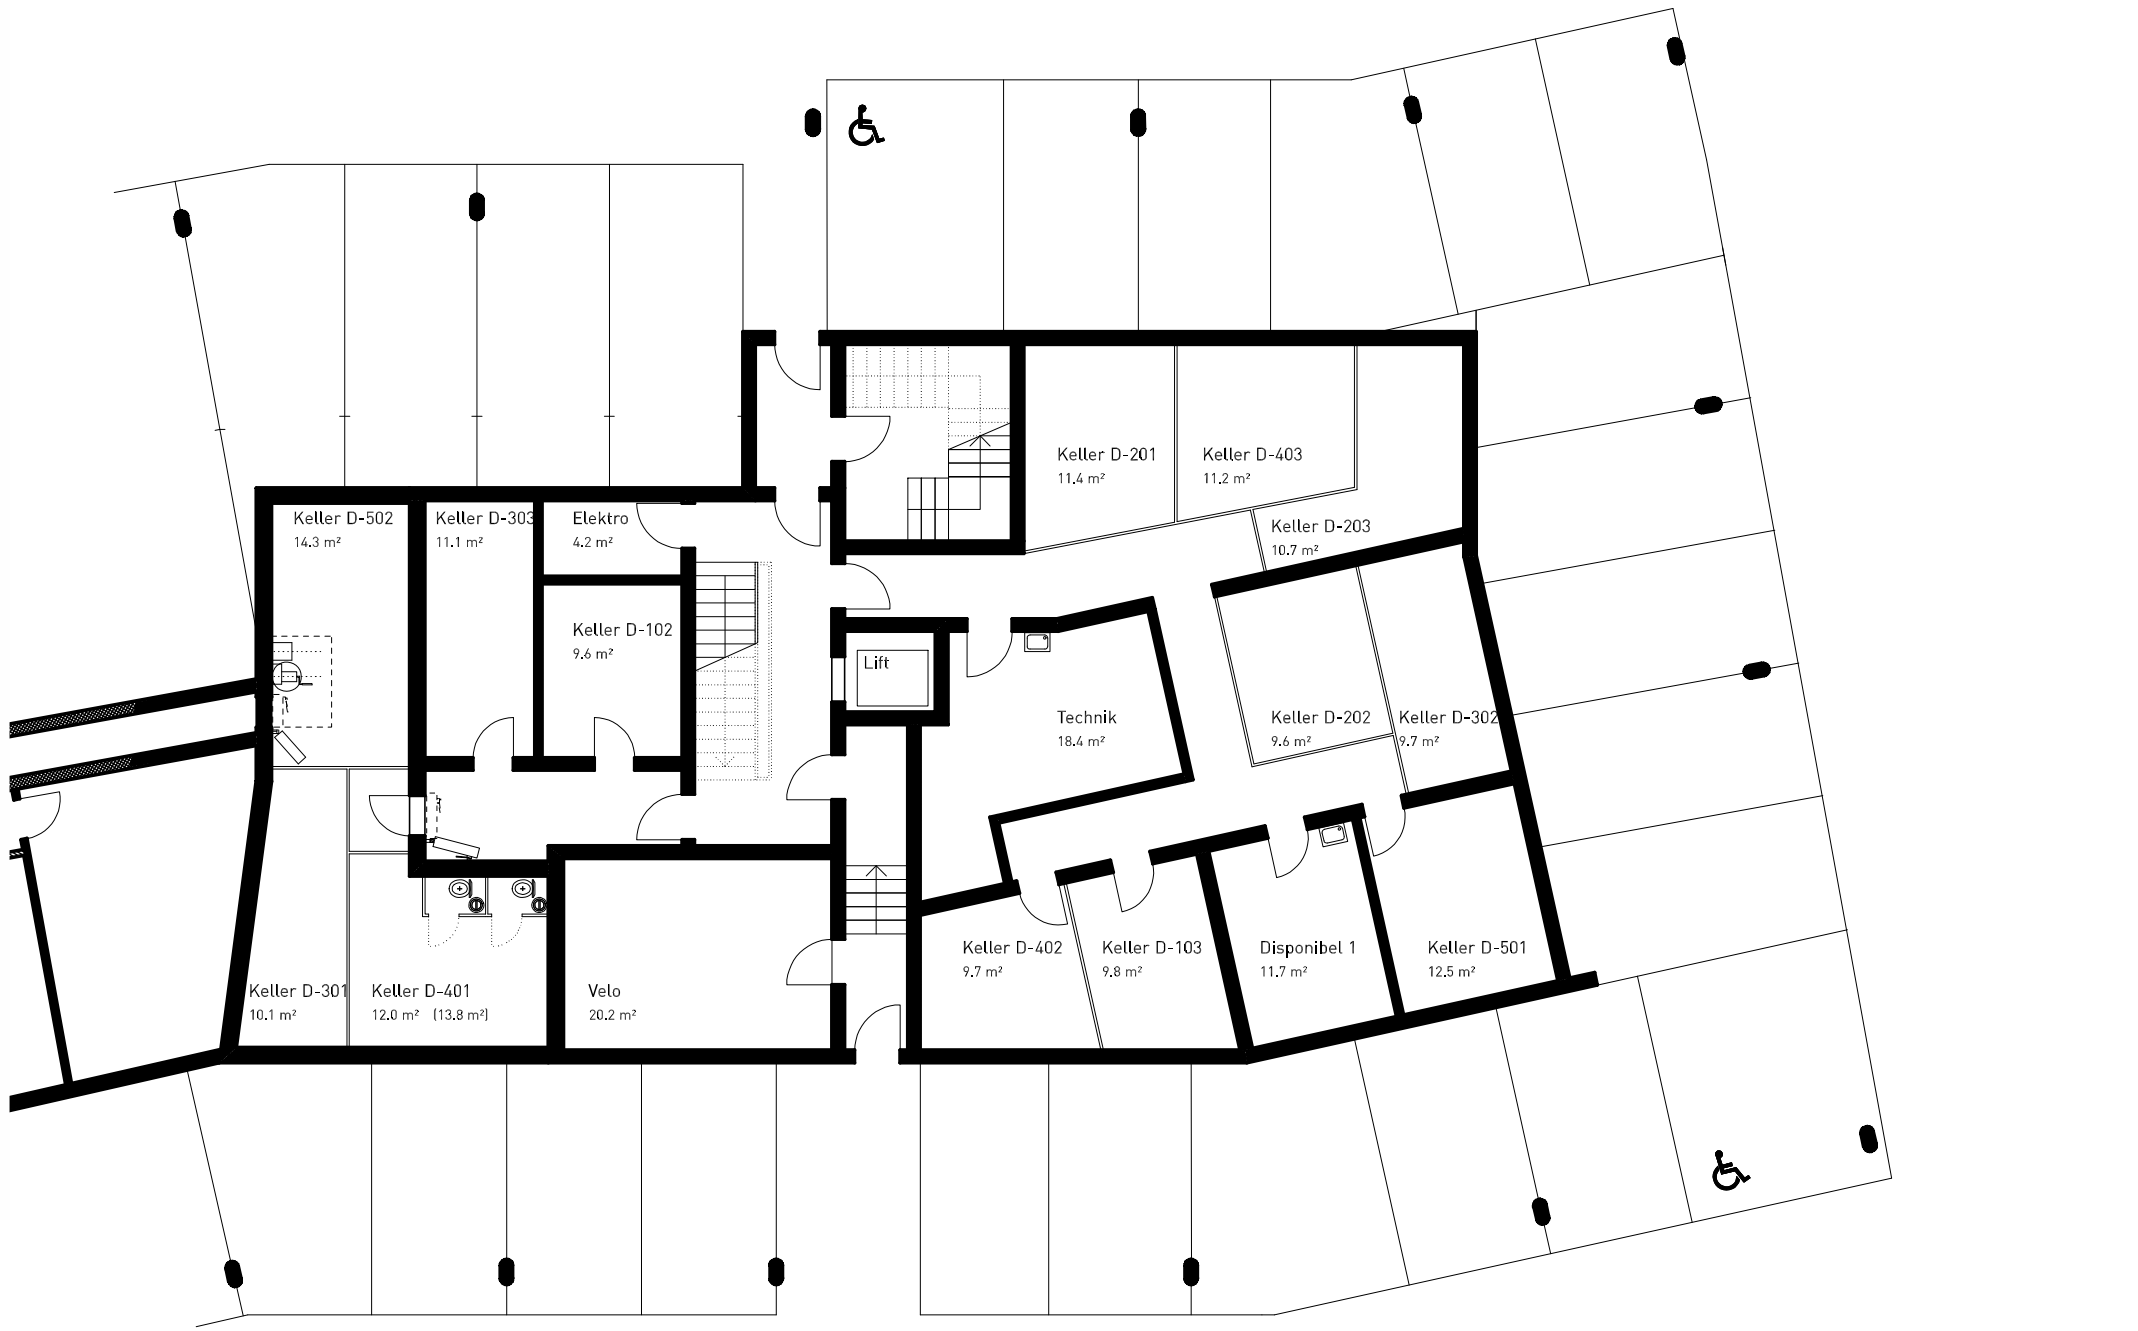 Keller D-201
11.4 m²
Keller D-403
11.2 m²
Keller D-502
14.3 m²
Keller D-303
11.1 m²
Elektro
4.2 m²
Keller D-203
10.7 m²
Keller D-102
9.6 m²
Lift
Technik
18.4 m²
Keller D-202
9.6 m²
Keller D-302
9.7 m²
Keller D-402
9.7 m²
Keller D-103
9.8 m²
Disponibel 1
11.7 m²
Keller D-501
12.5 m²
Keller D-301
10.1 m²
Keller D-401
12.0 m² (13.8 m²)
Velo
20.2 m²